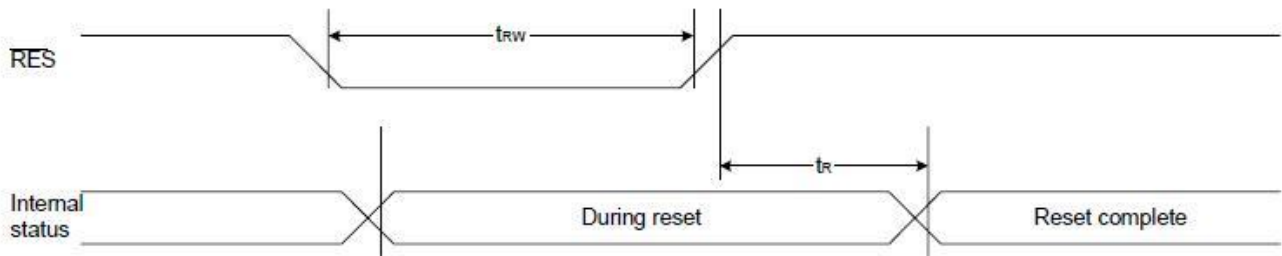 tRW
RES
tR
Internal
status
During reset
Reset complete